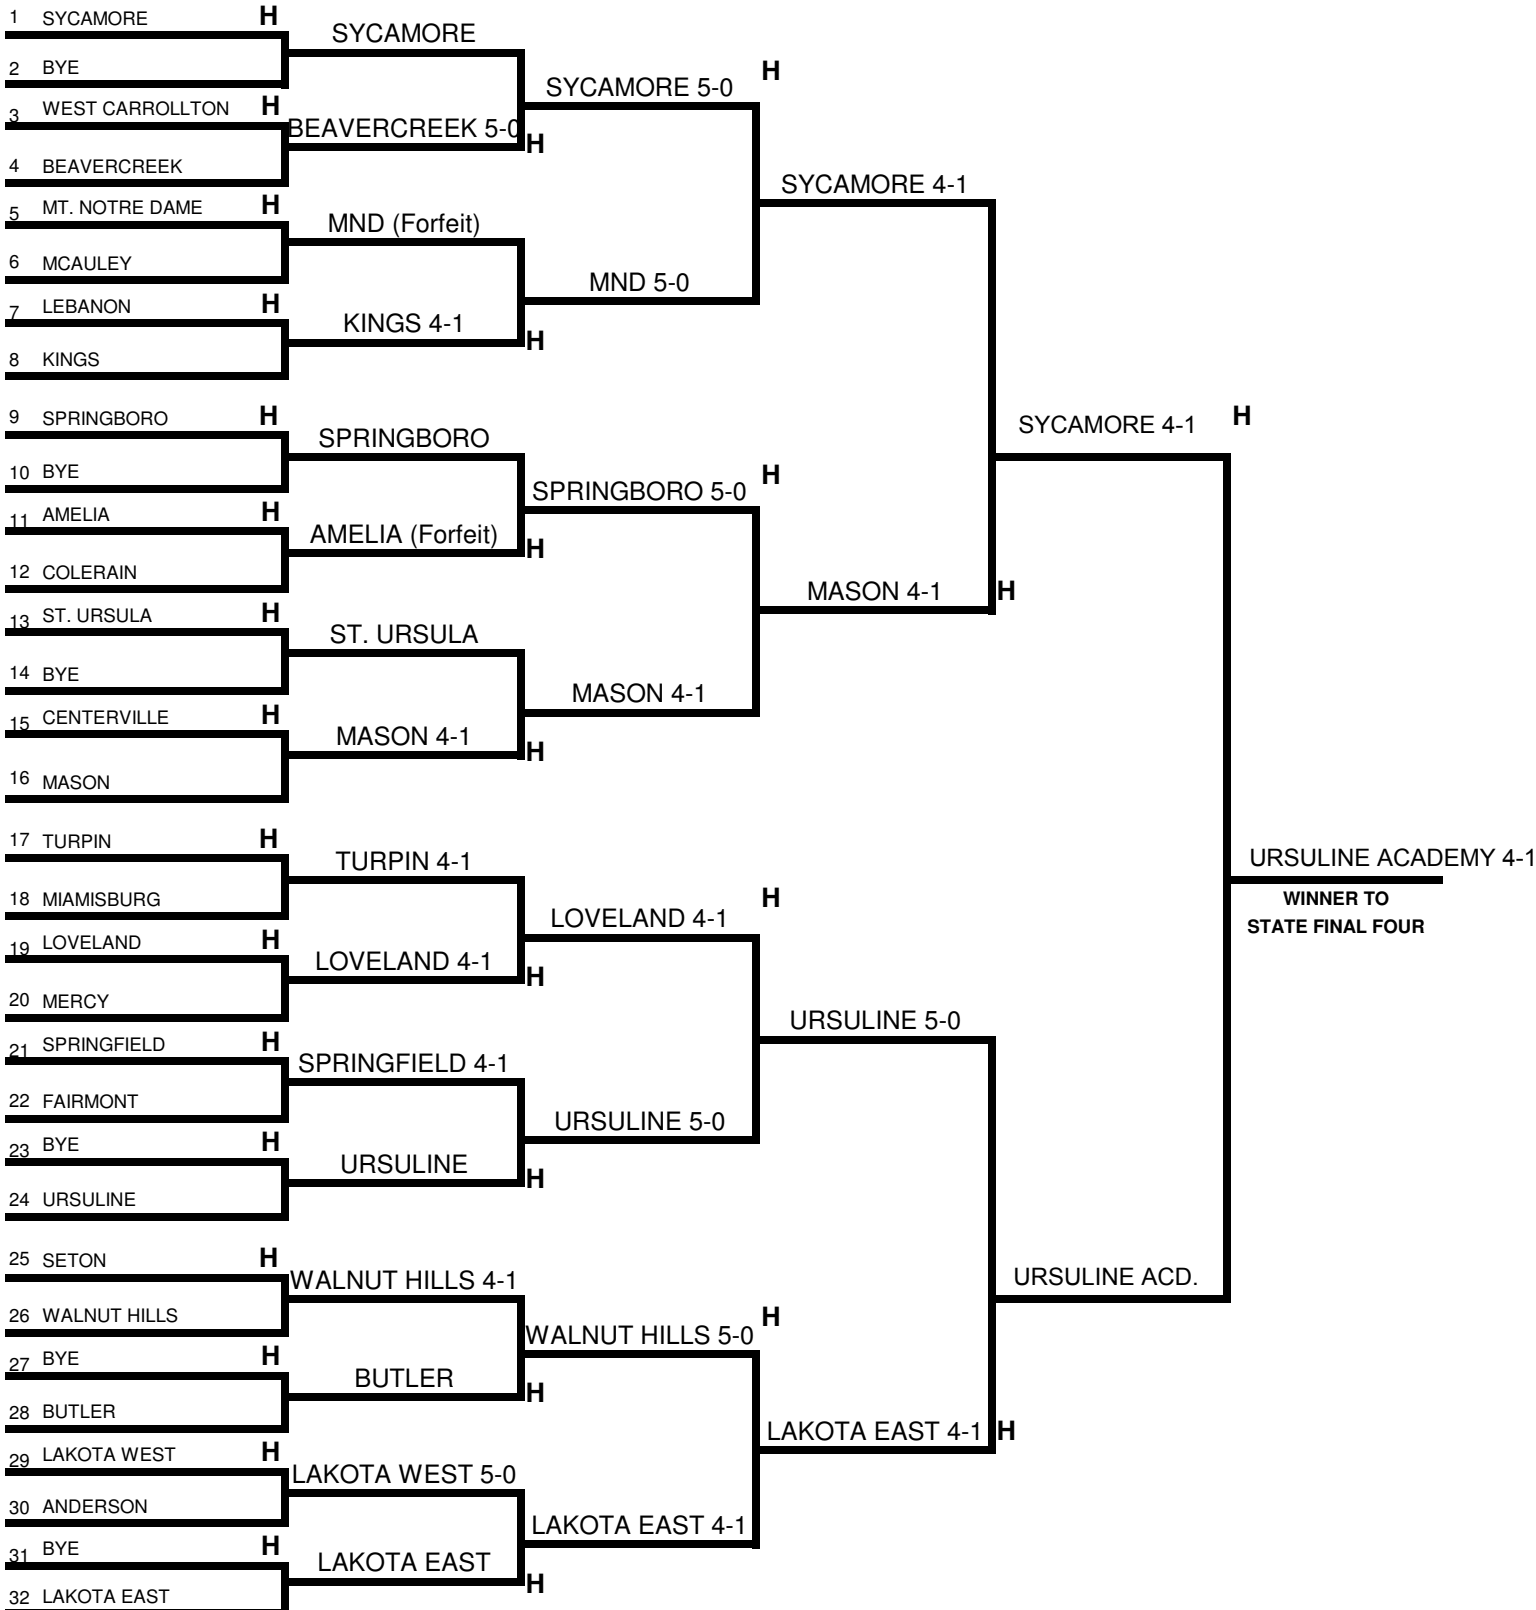 1 SYCAMORE H
2 BYE
3 WEST CARROLLTON H
4 BEAVERCREEK
5 MT. NOTRE DAME H
6 MCAULEY
7 LEBANON H
8 KINGS
9 SPRINGBORO H
10 BYE
11 AMELIA H
12 COLERAIN
13 ST. URSULA H
14 BYE
15 CENTERVILLE H
16 MASON
17 TURPIN H
18 MIAMISBURG
19 LOVELAND H
20 MERCY
21 SPRINGFIELD H
22 FAIRMONT
23 BYE H
24 URSULINE
25 SETON H
26 WALNUT HILLS
27 BYE H
28 BUTLER
29 LAKOTA WEST H
30 ANDERSON
31 BYE H
32 LAKOTA EAST
SYCAMORE
BEAVERCREEK 5-0 H
MND (Forfeit)
KINGS 4-1 H
SPRINGBORO
AMELIA (Forfeit) H
ST. URSULA
MASON 4-1 H
TURPIN 4-1
LOVELAND 4-1 H
SPRINGFIELD 4-1
URSULINE H
WALNUT HILLS 4-1
BUTLER H
LAKOTA WEST 5-0
LAKOTA EAST H
SYCAMORE 5-0 H
MND 5-0
SPRINGBORO 5-0 H
MASON 4-1
LOVELAND 4-1 H
URSULINE 5-0
WALNUT HILLS 5-0 H
LAKOTA EAST 4-1
SYCAMORE 4-1
MASON 4-1 H
URSULINE 5-0
LAKOTA EAST 4-1 H
SYCAMORE 4-1 H
URSULINE ACD.
URSULINE ACADEMY 4-1
WINNER TO
STATE FINAL FOUR